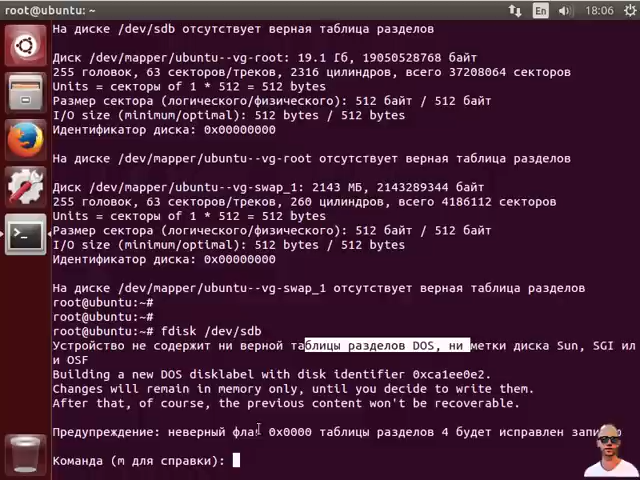 root@ubuntu: ~
En
18:06
На диске /dev/sdb отсутствует верная таблица разделов
Диск /dev/mapper/ubuntu--vg-root: 19.1 Гб, 19050528768 байт
255 головок, 63 секторов/треков, 2316 цилиндров, всего 37208064 секторов
Units = секторы of 1 * 512 = 512 bytes
Размер сектора (логического/физического): 512 байт / 512 байт
I/O size (minimum/optimal): 512 bytes / 512 bytes
Идентификатор диска: 0x00000000
На диске /dev/mapper/ubuntu--vg-root отсутствует верная таблица разделов
Диск /dev/mapper/ubuntu--vg-swap_1: 2143 МБ, 2143289344 байт
255 головок, 63 секторов/треков, 260 цилиндров, всего 4186112 секторов
Units = секторы of 1 * 512 = 512 bytes
Размер сектора (логического/физического): 512 байт / 512 байт
I/O size (minimum/optimal): 512 bytes / 512 bytes
Идентификатор диска: 0x00000000
На диске /dev/mapper/ubuntu--vg-swap_1 отсутствует верная таблица разделов
root@ubuntu:~#
root@ubuntu:~#
root@ubuntu:~# fdisk /dev/sdb
Устройство не содержит ни верной таблицы разделов DOS, ни метки диска Sun, SGI ил
и OSF
Building a new DOS disklabel with disk identifier 0xca1ee0e2.
Changes will remain in memory only, until you decide to write them.
After that, of course, the previous content won't be recoverable.
Предупреждение: неверный флаг 0x0000 таблицы разделов 4 будет исправлен
Команда (m для справки):